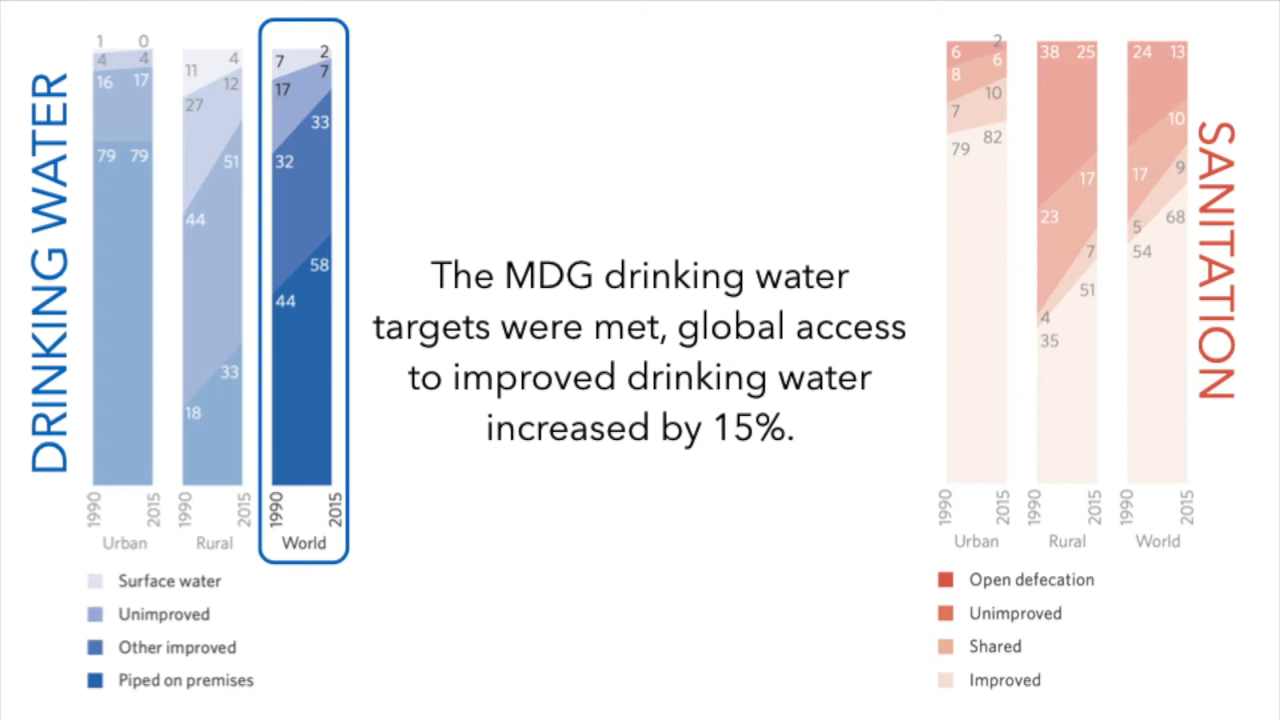 DRINKING WATER
1 0
4 4
16 17
79 79
1990 2015
Urban
11 4
27 12
44 51
18 33
1990 2015
Rural
7 2
17 7
32 33
44 58
1990 2015
World
Surface water
Unimproved
Other improved
Piped on premises
The MDG drinking water
targets were met, global access
to improved drinking water
increased by 15%.
SANITATION
6 2
8 6
7 10
79 82
1990 2015
Urban
38 25
23 17
4 7
35 51
1990 2015
Rural
24 13
17 10
5 9
54 68
1990 2015
World
Open defecation
Unimproved
Shared
Improved